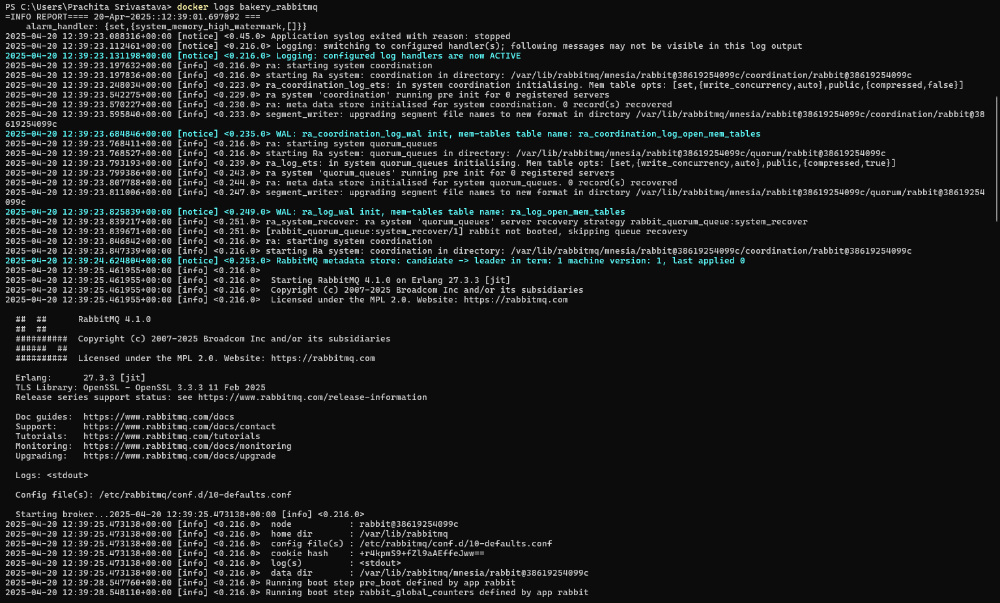 PS C:\Users\Prachita Srivastava> docker logs bakery_rabbitmq
=INFO REPORT==== 20-Apr-2025::12:39:01.697092 ===
    alarm_handler: {set,{system_memory_high_watermark,[]}}
2025-04-20 12:39:23.088316+00:00 [notice] <0.45.0> Application syslog exited with reason: stopped
2025-04-20 12:39:23.112461+00:00 [notice] <0.216.0> Logging: switching to configured handler(s); following messages may not be visible in this log output
2025-04-20 12:39:23.131198+00:00 [notice] <0.216.0> Logging: configured log handlers are now ACTIVE
2025-04-20 12:39:23.197632+00:00 [info] <0.216.0> ra: starting system coordination
2025-04-20 12:39:23.197836+00:00 [info] <0.216.0> starting Ra system: coordination in directory: /var/lib/rabbitmq/mnesia/rabbit@38619254099c/coordination/rabbit@38619254099c
2025-04-20 12:39:23.248034+00:00 [info] <0.223.0> ra_coordination_log_ets: in system coordination initialising. Mem table opts: [set,{write_concurrency,auto},public,{compressed,false}]
2025-04-20 12:39:23.542275+00:00 [info] <0.229.0> ra system 'coordination' running pre init for 0 registered servers
2025-04-20 12:39:23.570227+00:00 [info] <0.230.0> ra: meta data store initialised for system coordination. 0 record(s) recovered
2025-04-20 12:39:23.595840+00:00 [info] <0.233.0> segment_writer: upgrading segment file names to new format in dirctory /var/lib/rabbitmq/mnesia/rabbit@38619254099c/coordination/rabbit@38
619254099c
2025-04-20 12:39:23.684846+00:00 [notice] <0.235.0> WAL: ra_coordination_log_wal init, mem-tables table name: ra_coordination_log_open_mem_tables
2025-04-20 12:39:23.768411+00:00 [info] <0.216.0> ra: starting system quorum_queues
2025-04-20 12:39:23.768527+00:00 [info] <0.216.0> starting Ra system: quorum_queues in directory: /var/lib/rabbitmq/mnesia/rabbit@38619254099c/quorum/rabbit@38619254099c
2025-04-20 12:39:23.793193+00:00 [info] <0.239.0> ra_log_ets: in system quorum_queues initialising. Mem table opts: [set,{write_concurrency,auto},public,{compressed,true}]
2025-04-20 12:39:23.799386+00:00 [info] <0.243.0> ra system 'quorum_queues' running pre init for 0 registered servers
2025-04-20 12:39:23.807788+00:00 [info] <0.244.0> ra: meta data store initialised for system quorum_queues. 0 record(s) recovered
2025-04-20 12:39:23.811006+00:00 [info] <0.247.0> segment_writer: upgrading segment file names to new format in dirctory /var/lib/rabbitmq/mnesia/rabbit@38619254099c/quorum/rabbit@38619254
099c
2025-04-20 12:39:23.825839+00:00 [notice] <0.249.0> WAL: ra_log_wal init, mem-tables table name: ra_log_open_mem_tables
2025-04-20 12:39:23.839217+00:00 [info] <0.251.0> ra_system_recover: ra system 'quorum_queues' server recovery strategy rabbit_quorum_queue:system_recover
2025-04-20 12:39:23.839671+00:00 [info] <0.251.0> [rabbit_quorum_queue:system_recover/1] rabbit not booted, skipping queue recovery
2025-04-20 12:39:23.846842+00:00 [info] <0.216.0> ra: starting system coordination
2025-04-20 12:39:23.847339+00:00 [info] <0.216.0> starting Ra system: coordination in directory: /var/lib/rabbitmq/mnesia/rabbit@38619254099c/coordination/rabbit@38619254099c
2025-04-20 12:39:24.624804+00:00 [notice] <0.253.0> RabbitMQ metadata store: candidate -> leader in term: 1 machine version: 1, last applied 0
2025-04-20 12:39:25.461955+00:00 [info] <0.216.0>
2025-04-20 12:39:25.461955+00:00 [info] <0.216.0>  Starting RabbitMQ 4.1.0 on Erlang 27.3.3 [jit]
2025-04-20 12:39:25.461955+00:00 [info] <0.216.0>  Copyright (c) 2007-2025 Broadcom Inc and/or its subsidiaries
2025-04-20 12:39:25.461955+00:00 [info] <0.216.0>  Licensed under the MPL 2.0. Website: https://rabbitmq.com

  ##  ##      RabbitMQ 4.1.0
  ##  ##
  ##########  Copyright (c) 2007-2025 Broadcom Inc and/or its subsidiaries
  ######  ##
  ##########  Licensed under the MPL 2.0. Website: https://rabbitmq.com

  Erlang:      27.3.3 [jit]
  TLS Library: OpenSSL - OpenSSL 3.3.3 11 Feb 2025
  Release series support status: see https://www.rabbitmq.com/release-information

  Doc guides:  https://www.rabbitmq.com/docs
  Support:     https://www.rabbitmq.com/docs/contact
  Tutorials:   https://www.rabbitmq.com/tutorials
  Monitoring:  https://www.rabbitmq.com/docs/monitoring
  Upgrading:   https://www.rabbitmq.com/docs/upgrade

  Logs: <stdout>

  Config file(s): /etc/rabbitmq/conf.d/10-defaults.conf

  Starting broker...2025-04-20 12:39:25.473138+00:00 [info] <0.216.0>
2025-04-20 12:39:25.473138+00:00 [info] <0.216.0>  node           : rabbit@38619254099c
2025-04-20 12:39:25.473138+00:00 [info] <0.216.0>  home dir       : /var/lib/rabbitmq
2025-04-20 12:39:25.473138+00:00 [info] <0.216.0>  config file(s) : /etc/rabbitmq/conf.d/10-defaults.conf
2025-04-20 12:39:25.473138+00:00 [info] <0.216.0>  cookie hash    : +r4kpmS9+fZl9aAEffeJww==
2025-04-20 12:39:25.473138+00:00 [info] <0.216.0>  log(s)         : <stdout>
2025-04-20 12:39:25.473138+00:00 [info] <0.216.0>  data dir       : /var/lib/rabbitmq/mnesia/rabbit@38619254099c
2025-04-20 12:39:28.547760+00:00 [info] <0.216.0> Running boot step pre_boot defined by app rabbit
2025-04-20 12:39:28.548110+00:00 [info] <0.216.0> Running boot step rabbit_global_counters defined by app rabbit